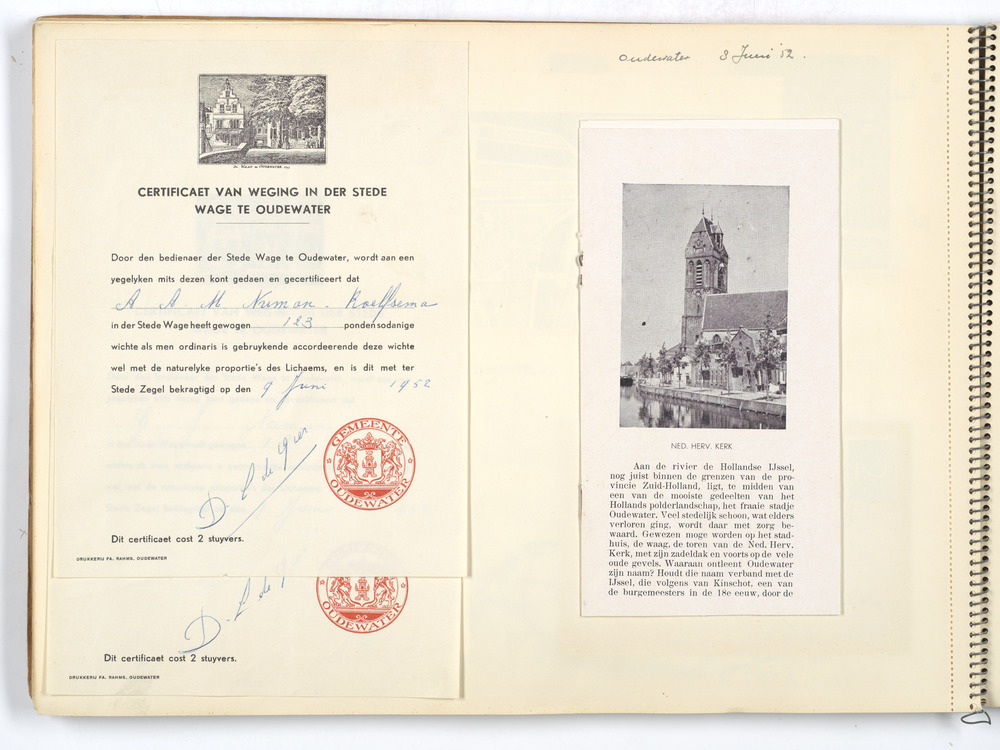 Oudewater 3 Juni '52.
DE WAAG te OUDEWATER
CERTIFICAET VAN WEGING IN DER STEDE
WAGE TE OUDEWATER
Door den bedienaer der Stede Wage te Oudewater, wordt aan een
yegelyken mits dezen kont gedaen en gecertificeert dat
A A M Numan - Roelfsema
in der Stede Wage heeft gewogen 123 ponden sodanige
wichte als men ordinaris is gebruykende accordeerende deze wichte
wel met de naturelyke proportie's des Lichaems, en is dit met ter
Stede Zegel bekragtigd op den 9 Juni 1952
GEMEENTE
OUDEWATER
D. L de Gier
Dit certificaet cost 2 stuyvers.
DRUKKERIJ FA. RAHMS, OUDEWATER
OUDEWATER
D. L de
Dit certificaet cost 2 stuyvers.
DRUKKERIJ FA. RAHMS, OUDEWATER
NED. HERV. KERK
Aan de rivier de Hollandse IJssel,
nog juist binnen de grenzen van de pro-
vincie Zuid-Holland, ligt, te midden van
een van de mooiste gedeelten van het
Hollands polderlandschap, het fraaie stadje
Oudewater. Veel stedelijk schoon, wat elders
verloren ging, wordt daar met zorg be-
waard. Gewezen moge worden op het stad-
huis, de waag, de toren van de Ned. Herv.
Kerk, met zijn zadeldak en voorts op de vele
oude gevels. Waaraan ontleent Oudewater
zijn naam? Houdt die naam verband met de
IJssel, die volgens van Kinschot, een van
de burgemeesters in de 18e eeuw, door de